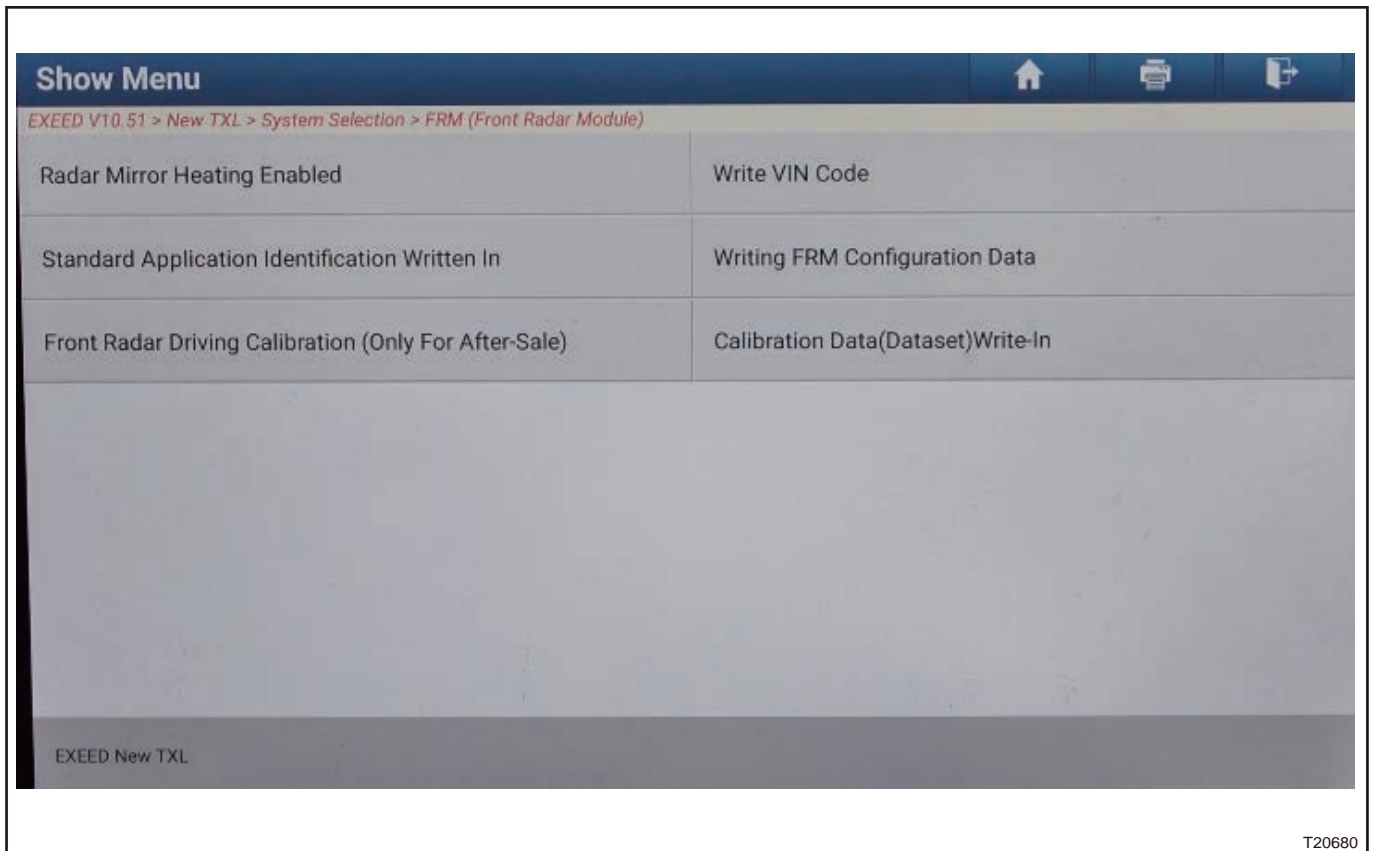 Show Menu
EXEED V10.51 > New TXL > System Selection > FRM (Front Radar Module)
Radar Mirror Heating Enabled
Write VIN Code
Standard Application Identification Written In
Writing FRM Configuration Data
Front Radar Driving Calibration (Only For After-Sale)
Calibration Data(Dataset)Write-In
EXEED New TXL
T20680